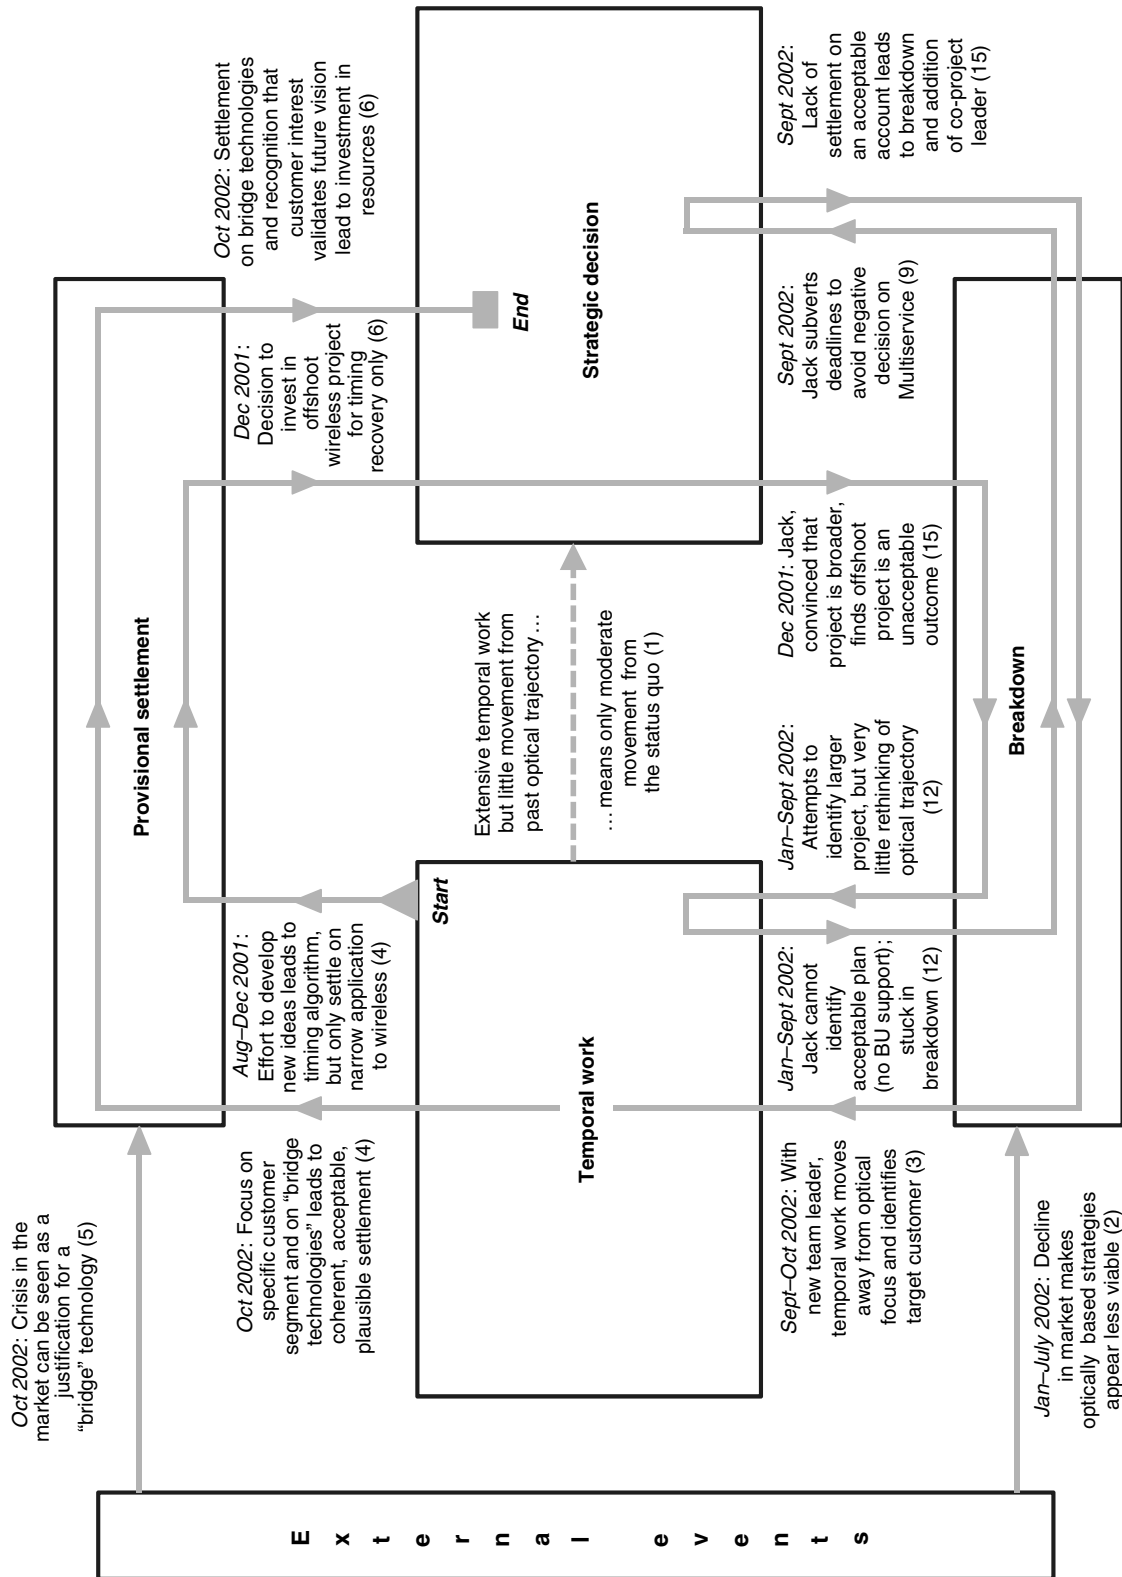 Oct 2002: Crisis in the
market can be seen as a
justification for a
“bridge” technology (5)
Provisional settlement
Oct 2002: Settlement
on bridge technologies
and recognition that
customer interest
validates future vision
lead to investment in
resources (6)
Oct 2002: Focus on
specific customer
segment and on “bridge
technologies” leads to
coherent, acceptable,
plausible settlement (4)
Aug–Dec 2001:
Effort to develop
new ideas leads to
timing algorithm,
but only settle on
narrow application
to wireless (4)
Dec 2001:
Decision to
invest in
offshoot
wireless project
for timing
recovery only (6)
Start
End
External events
Temporal work
Extensive temporal work
but little movement from
past optical trajectory…
…means only moderate
movement from
the status quo (1)
Strategic decision
Sept–Oct 2002: With
new team leader,
temporal work moves
away from optical
focus and identifies
target customer (3)
Jan–Sept 2002:
Jack cannot
identify
acceptable plan
(no BU support);
stuck in
breakdown (12)
Jan–Sept 2002:
Attempts to
identify larger
project, but very
little rethinking of
optical trajectory
(12)
Dec 2001: Jack,
convinced that
project is broader,
finds offshoot
project is an
unacceptable
outcome (15)
Sept 2002:
Jack subverts
deadlines to
avoid negative
decision on
Multiservice (9)
Sept 2002:
Lack of
settlement on
an acceptable
account leads
to breakdown
and addition
of co-project
leader (15)
Jan–July 2002: Decline
in market makes
optically based strategies
appear less viable (2)
Breakdown